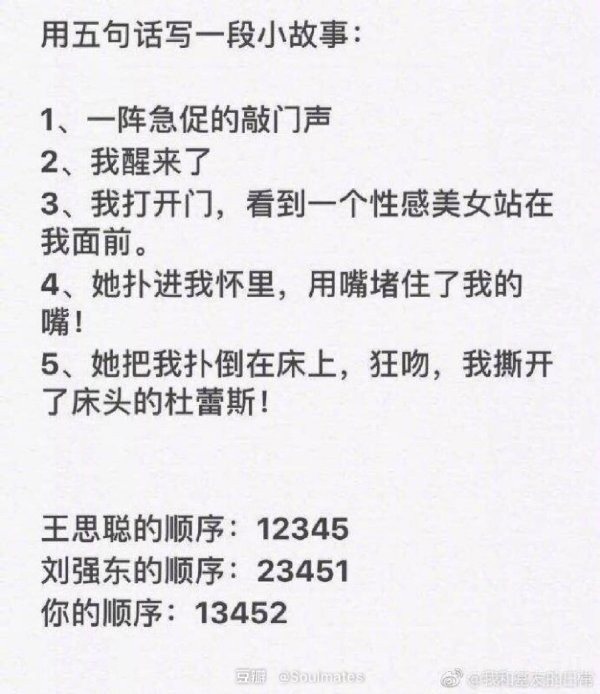 用五句话写一段小故事：
1、一阵急促的敲门声
2、我醒来了
3、我打开门，看到一个性感美女站在
我面前。
4、她扑进我怀里，用嘴堵住了我的
嘴！
5、她把我扑倒在床上，狂吻，我撕开
了床头的杜蕾斯！
王思聪的顺序：12345
刘强东的顺序：23451
你的顺序：13452
豆瓣 @Soulmates